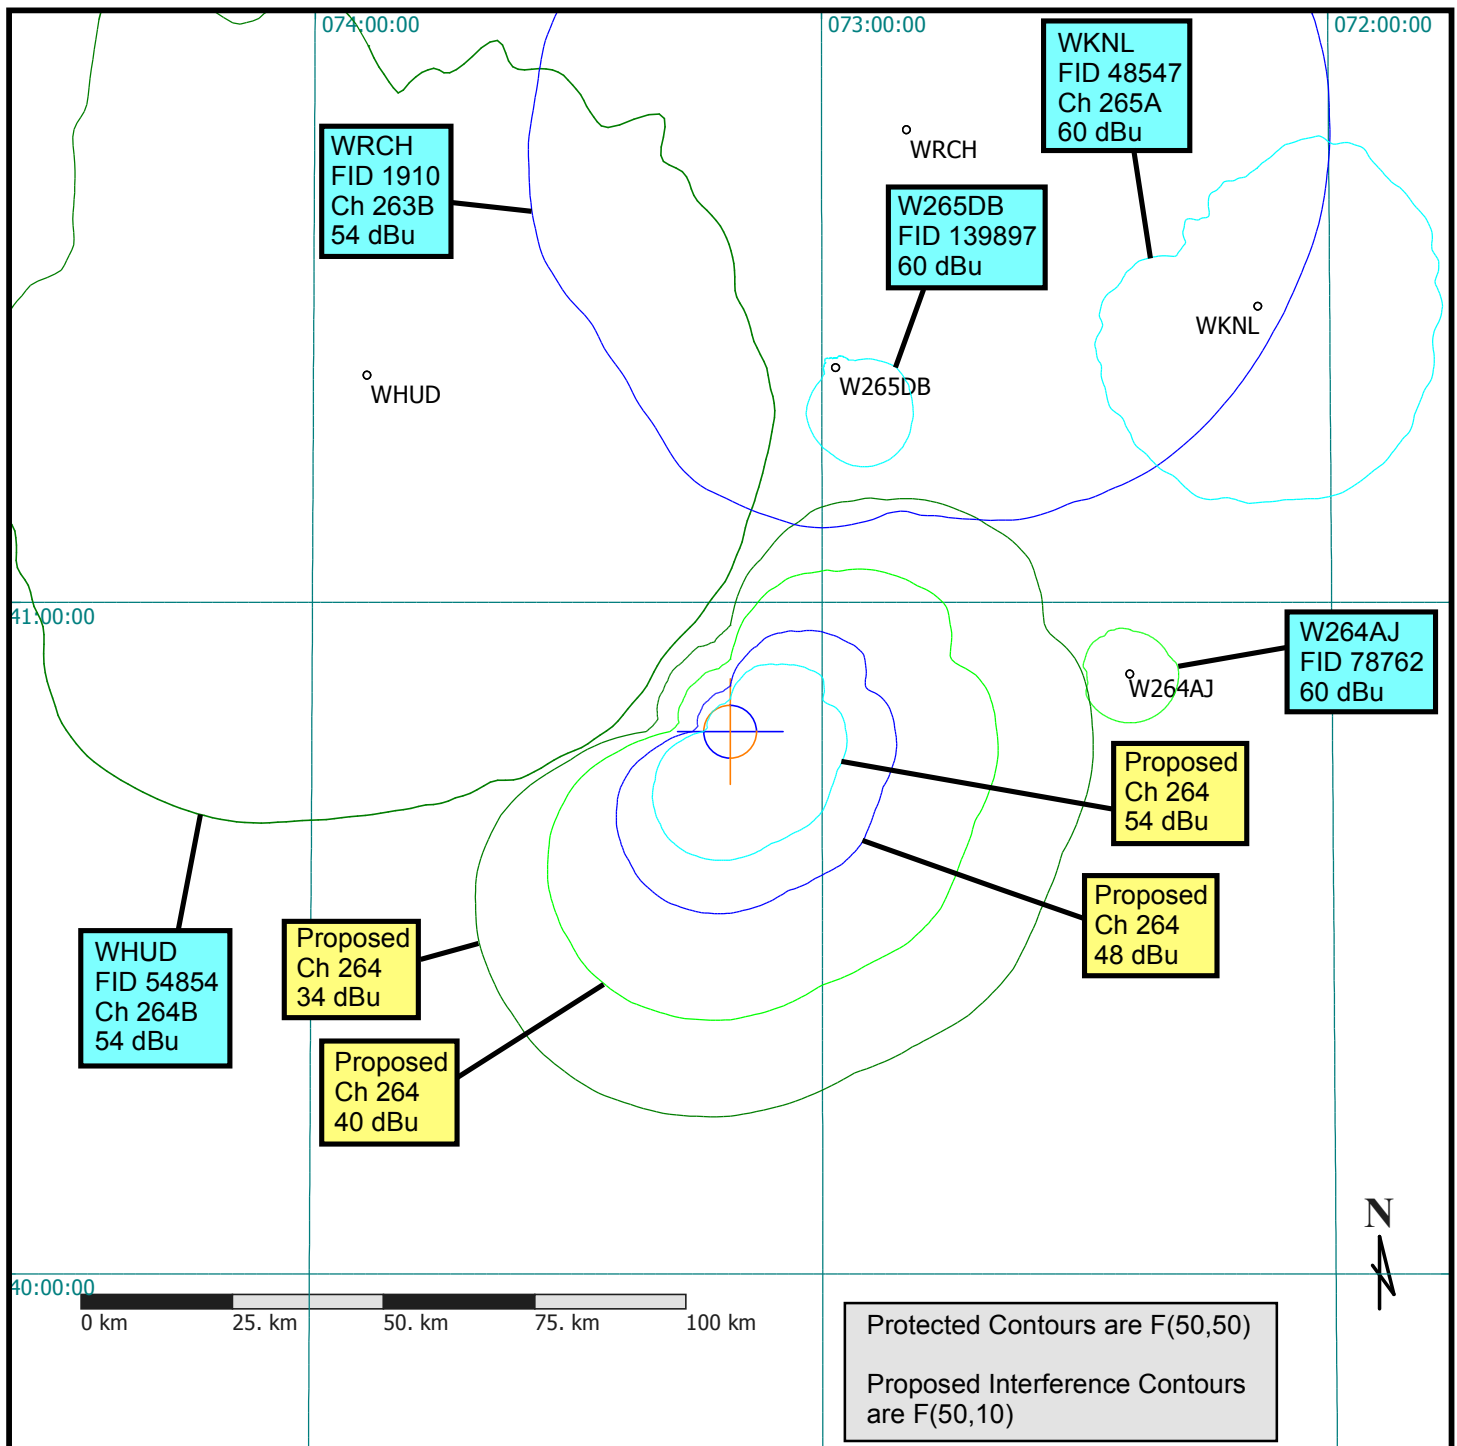 074:00:00
073:00:00
072:00:00
WKNL
FID 48547
Ch 265A
60 dBu
WRCH
FID 1910
Ch 263B
54 dBu
WRCH
W265DB
FID 139897
60 dBu
WKNL
WHUD
W265DB
41:00:00
W264AJ
FID 78762
60 dBu
W264AJ
Proposed
Ch 264
54 dBu
Proposed
Ch 264
48 dBu
WHUD
FID 54854
Ch 264B
54 dBu
Proposed
Ch 264
34 dBu
Proposed
Ch 264
40 dBu
N
40:00:00
0 km 25. km 50. km 75. km 100 km
Protected Contours are F(50,50)
Proposed Interference Contours
are F(50,10)